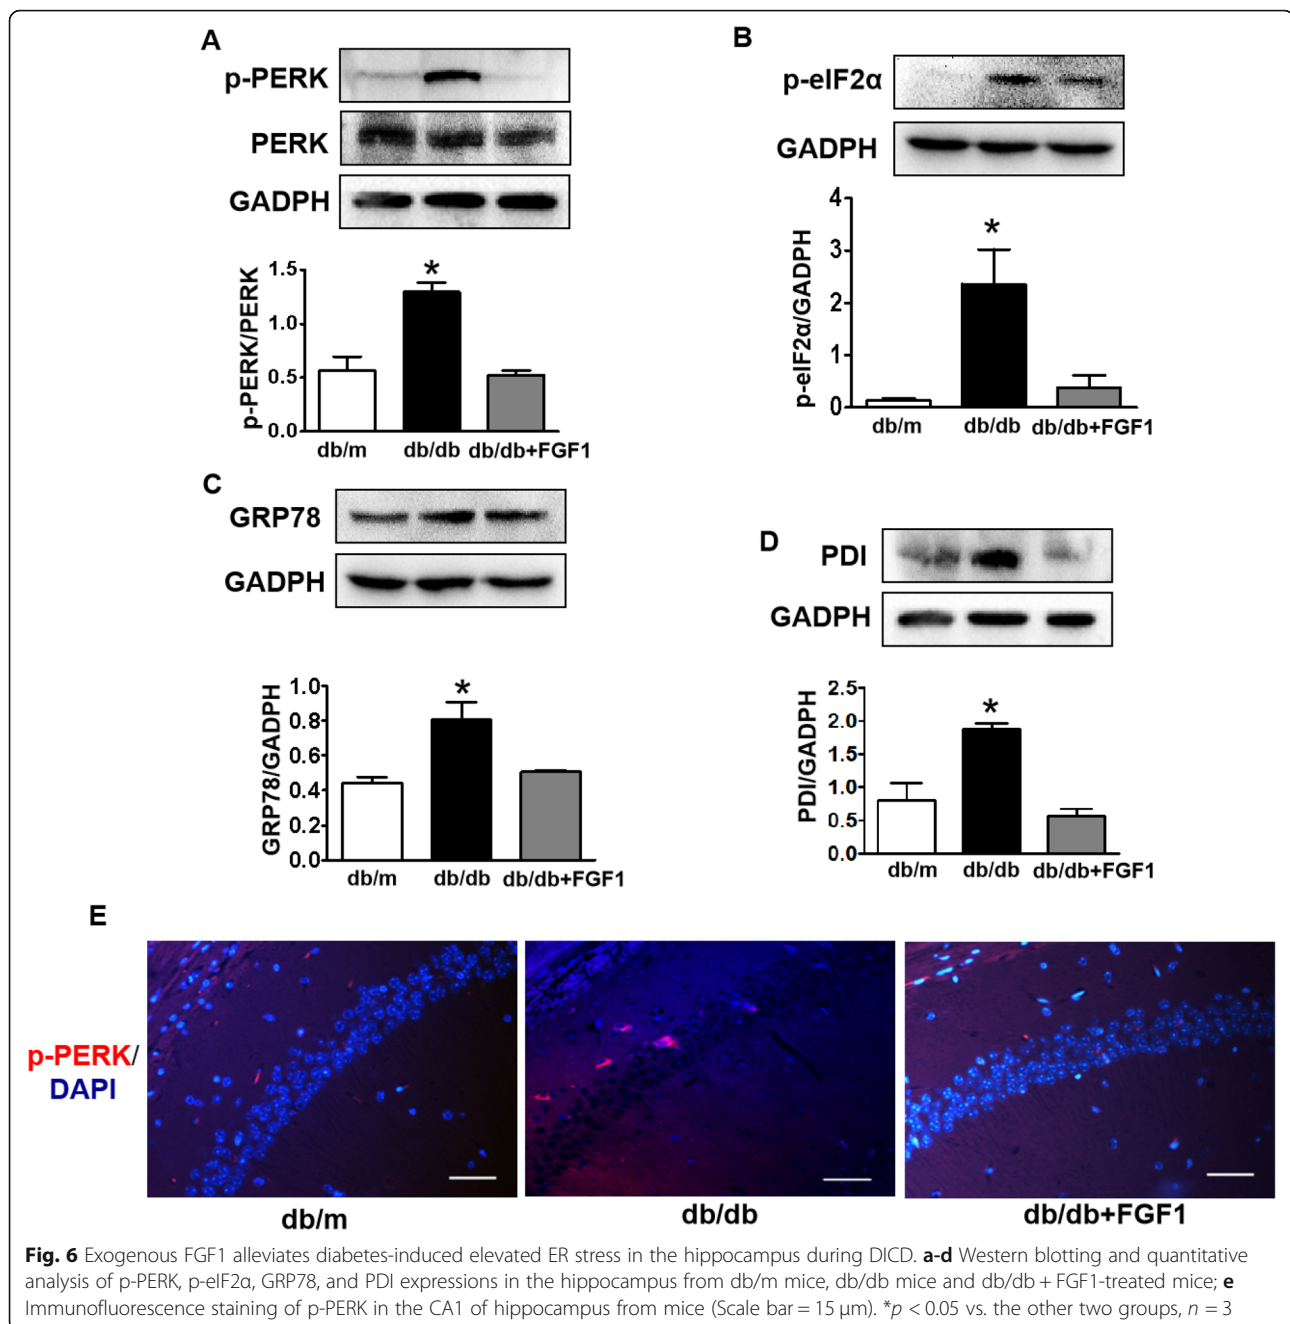 A
p-PERK
PERK
GADPH
p-PERK/PERK
1.5
1.0
0.5
0.0
*
db/m db/db db/db+FGF1
B
p-eIF2α
GADPH
p-eIF2α/GADPH
4
3
2
1
0
*
db/m db/db db/db+FGF1
C
GRP78
GADPH
GRP78/GADPH
1.0
0.8
0.6
0.4
0.2
0.0
*
db/m db/db db/db+FGF1
D
PDI
GADPH
PDI/GADPH
2.5
2.0
1.5
1.0
0.5
0.0
*
db/m db/db db/db+FGF1
E
p-PERK/
DAPI
db/m db/db db/db+FGF1
Fig. 6 Exogenous FGF1 alleviates diabetes-induced elevated ER stress in the hippocampus during DICD. a-d Western blotting and quantitative
analysis of p-PERK, p-eIF2α, GRP78, and PDI expressions in the hippocampus from db/m mice, db/db mice and db/db + FGF1-treated mice; e
Immunofluorescence staining of p-PERK in the CA1 of hippocampus from mice (Scale bar = 15 μm). *p < 0.05 vs. the other two groups, n = 3